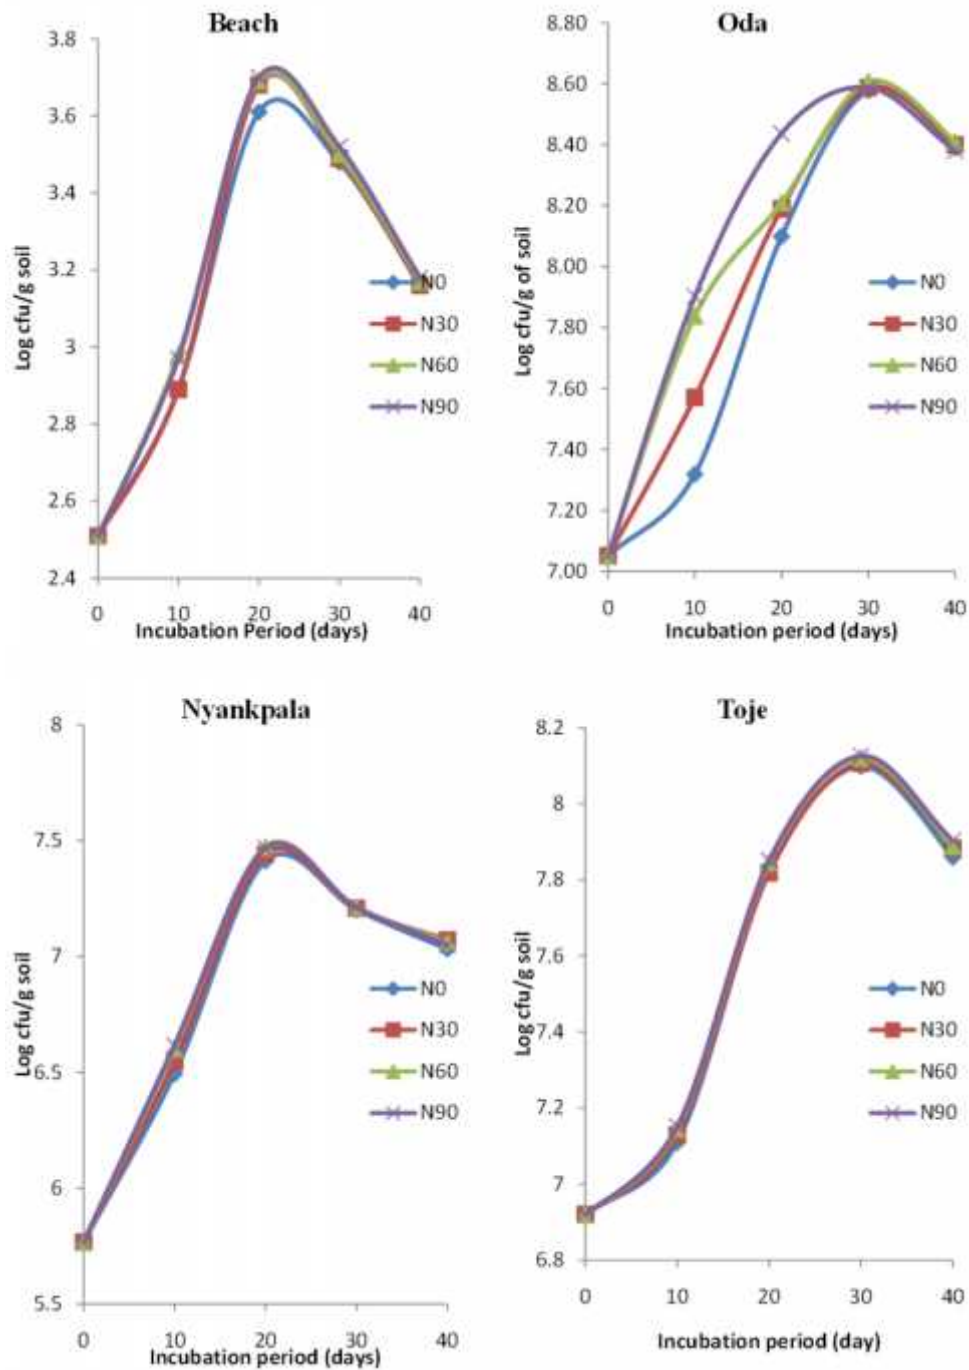 Beach
3.8
3.6
3.4
3.2
3
2.8
2.6
2.4
Log cfu/g soil
0 10 20 30 40
Incubation Period (days)
N0
N30
N60
N90
Oda
8.80
8.60
8.40
8.20
8.00
7.80
7.60
7.40
7.20
7.00
Log cfu/g of soil
0 10 20 30 40
Incubation period (days)
N0
N30
N60
N90
Nyankpala
8
7.5
7
6.5
6
5.5
Log cfu/g soil
0 10 20 30 40
Incubation period (days)
N0
N30
N60
N90
Toje
8.2
8
7.8
7.6
7.4
7.2
7
6.8
Log cfu/g soil
0 10 20 30 40
Incubation period (day)
N0
N30
N60
N90